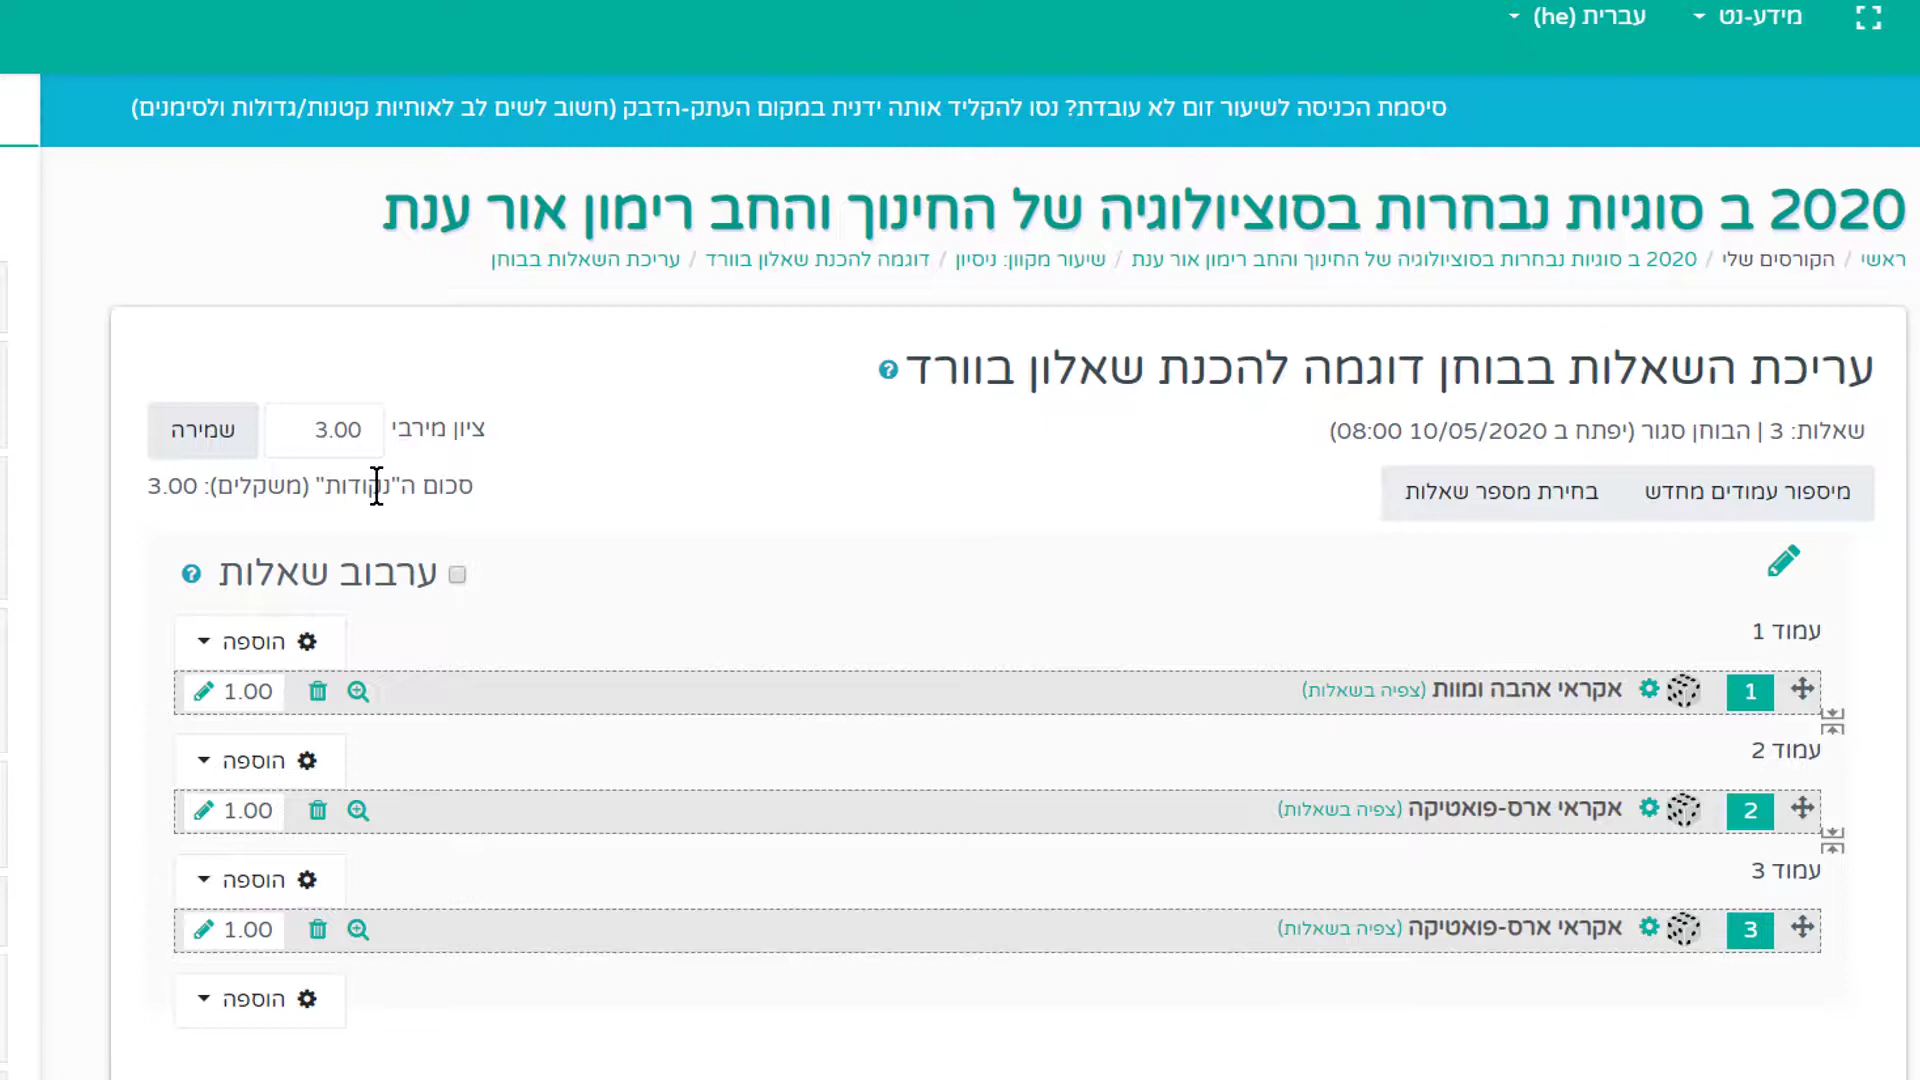 מידע-נט עברית ‎(he)‎
סיסמת הכניסה לשיעור זום לא עובדת? נסו להקליד אותה ידנית במקום העתק-הדבק (חשוב לשים לב לאותיות קטנות/גדולות ולסימנים)
2020 ב סוגיות נבחרות בסוציולוגיה של החינוך והחב רימון אור ענת
ראשי / הקורסים שלי / 2020 ב סוגיות נבחרות בסוציולוגיה של החינוך והחב רימון אור ענת / שיעור מקוון: ניסיון / דוגמה להכנת שאלון בוורד / עריכת השאלות בבוחן
עריכת השאלות בבוחן דוגמה להכנת שאלון בוורד
שאלות: 3 | הבוחן סגור (יפתח ב 10/05/2020 08:00)
ציון מירבי 3.00 שמירה
מיספור עמודים מחדש בחירת מספר שאלות
סכום ה"נקודות" (משקלים): 3.00
ערבוב שאלות
עמוד 1
הוספה
1 אקראי אהבה ומוות (צפיה בשאלות) 1.00
עמוד 2
הוספה
2 אקראי ארס-פואטיקה (צפיה בשאלות) 1.00
עמוד 3
הוספה
3 אקראי ארס-פואטיקה (צפיה בשאלות) 1.00
הוספה